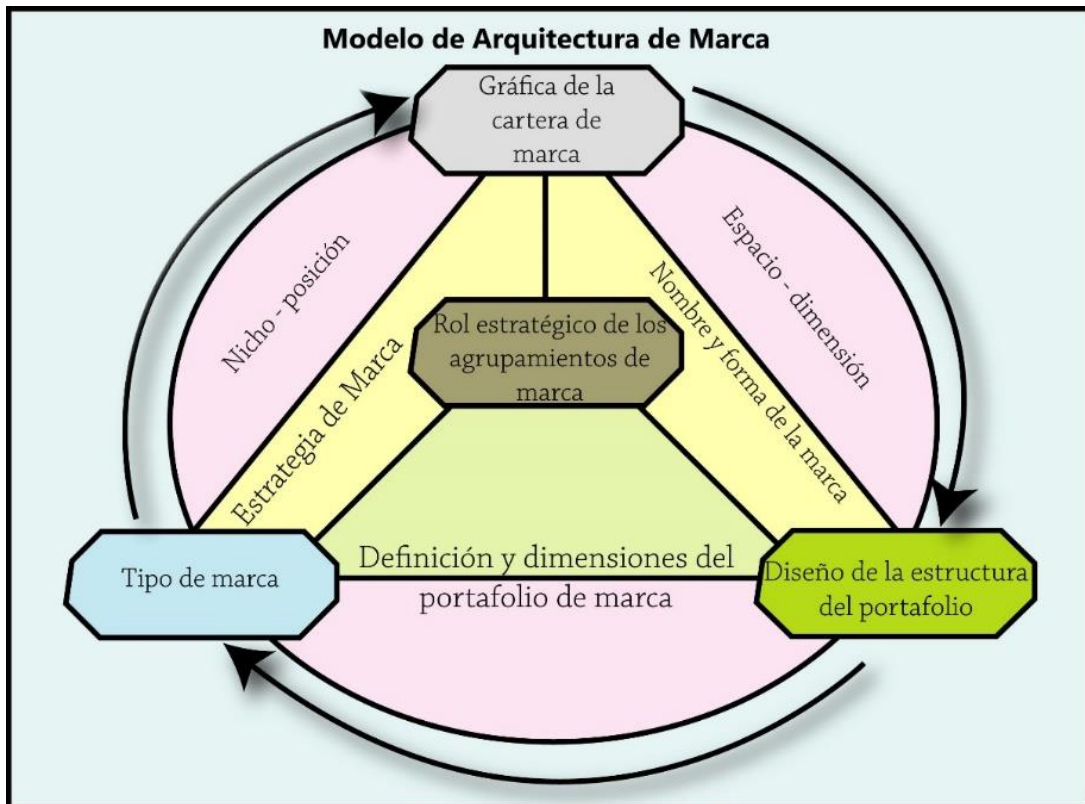 Modelo de Arquitectura de Marca
Gráfica de la
cartera de
marca
Nicho - posición
Espacio - dimensión
Estrategia de Marca
Nombre y forma de la marca
Rol estratégico de los
agrupamientos de
marca
Tipo de marca
Definición y dimensiones del
portafolio de marca
Diseño de la estructura
del portafolio